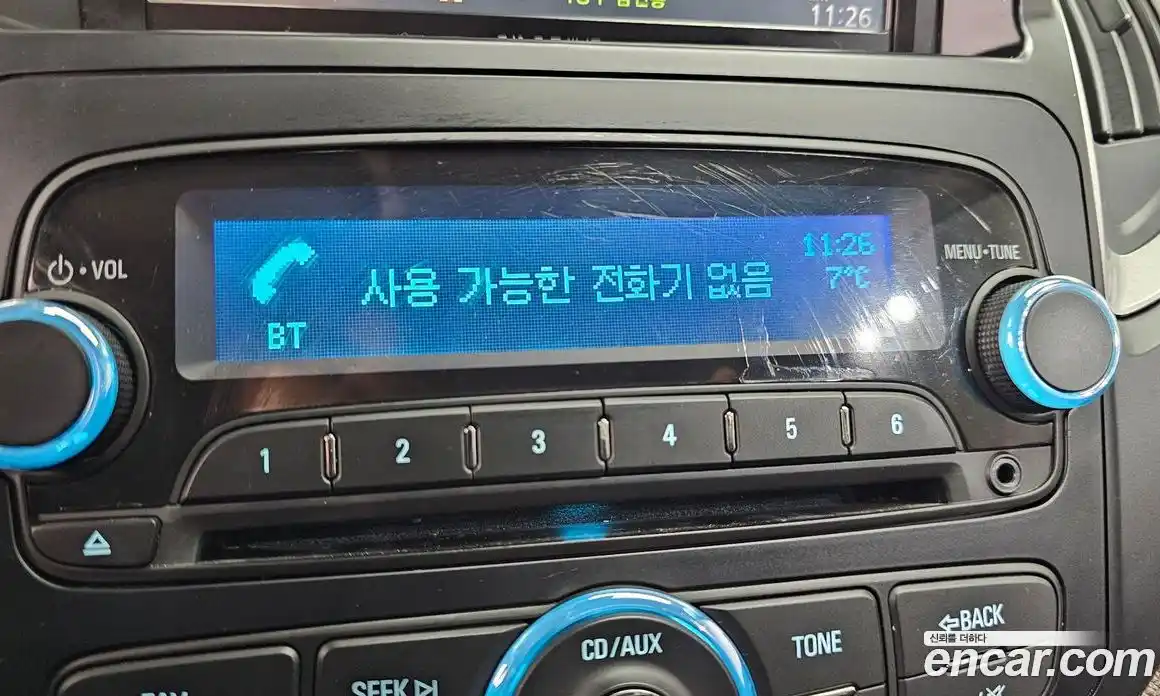 11:26
11:26
사용 가능한 전화기 없음
7℃
BT
VOL
MENU•TUNE
1
2
3
4
5
6
CD/AUX
TONE
BACK
SEEK
FAV
신뢰를 더하다
encar.com